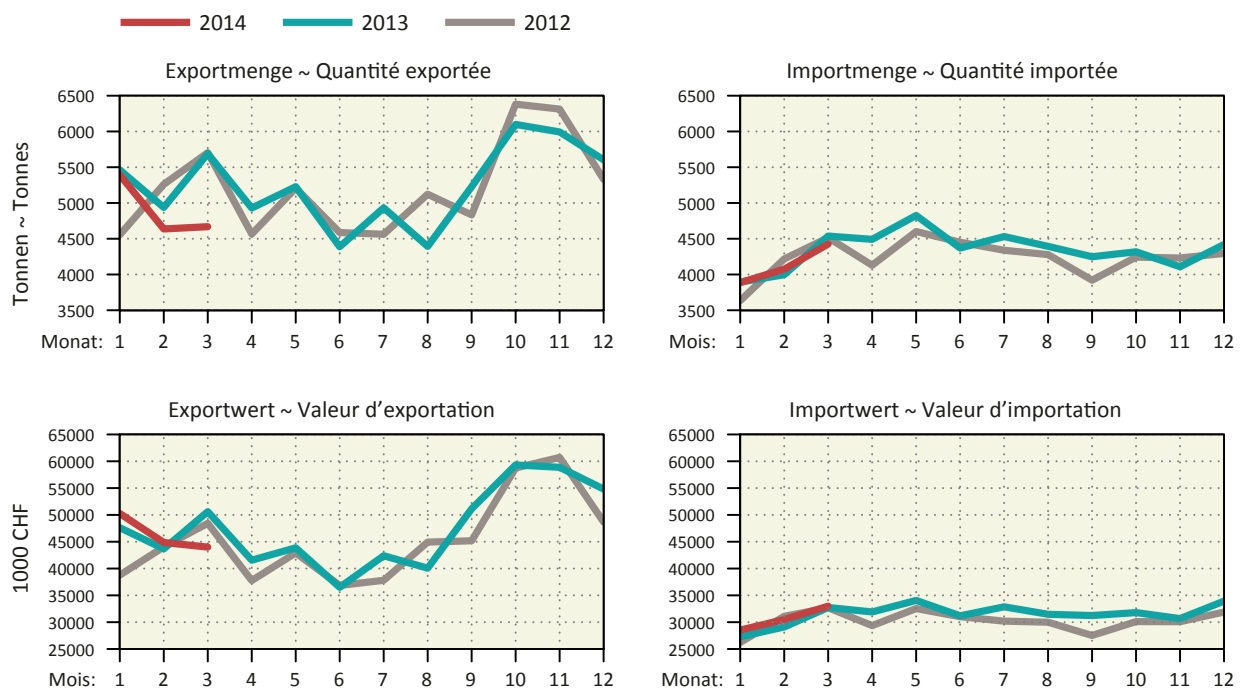 2014 2013 2012
Exportmenge ~ Quantité exportée
Tonnen ~ Tonnes
6500
6000
5500
5000
4500
4000
3500
Monat: 1 2 3 4 5 6 7 8 9 10 11 12
Importmenge ~ Quantité importée
6500
6000
5500
5000
4500
4000
3500
Mois: 1 2 3 4 5 6 7 8 9 10 11 12
Exportwert ~ Valeur d’exportation
1000 CHF
65000
60000
55000
50000
45000
40000
35000
30000
25000
Mois: 1 2 3 4 5 6 7 8 9 10 11 12
Importwert ~ Valeur d’importation
65000
60000
55000
50000
45000
40000
35000
30000
25000
Monat: 1 2 3 4 5 6 7 8 9 10 11 12